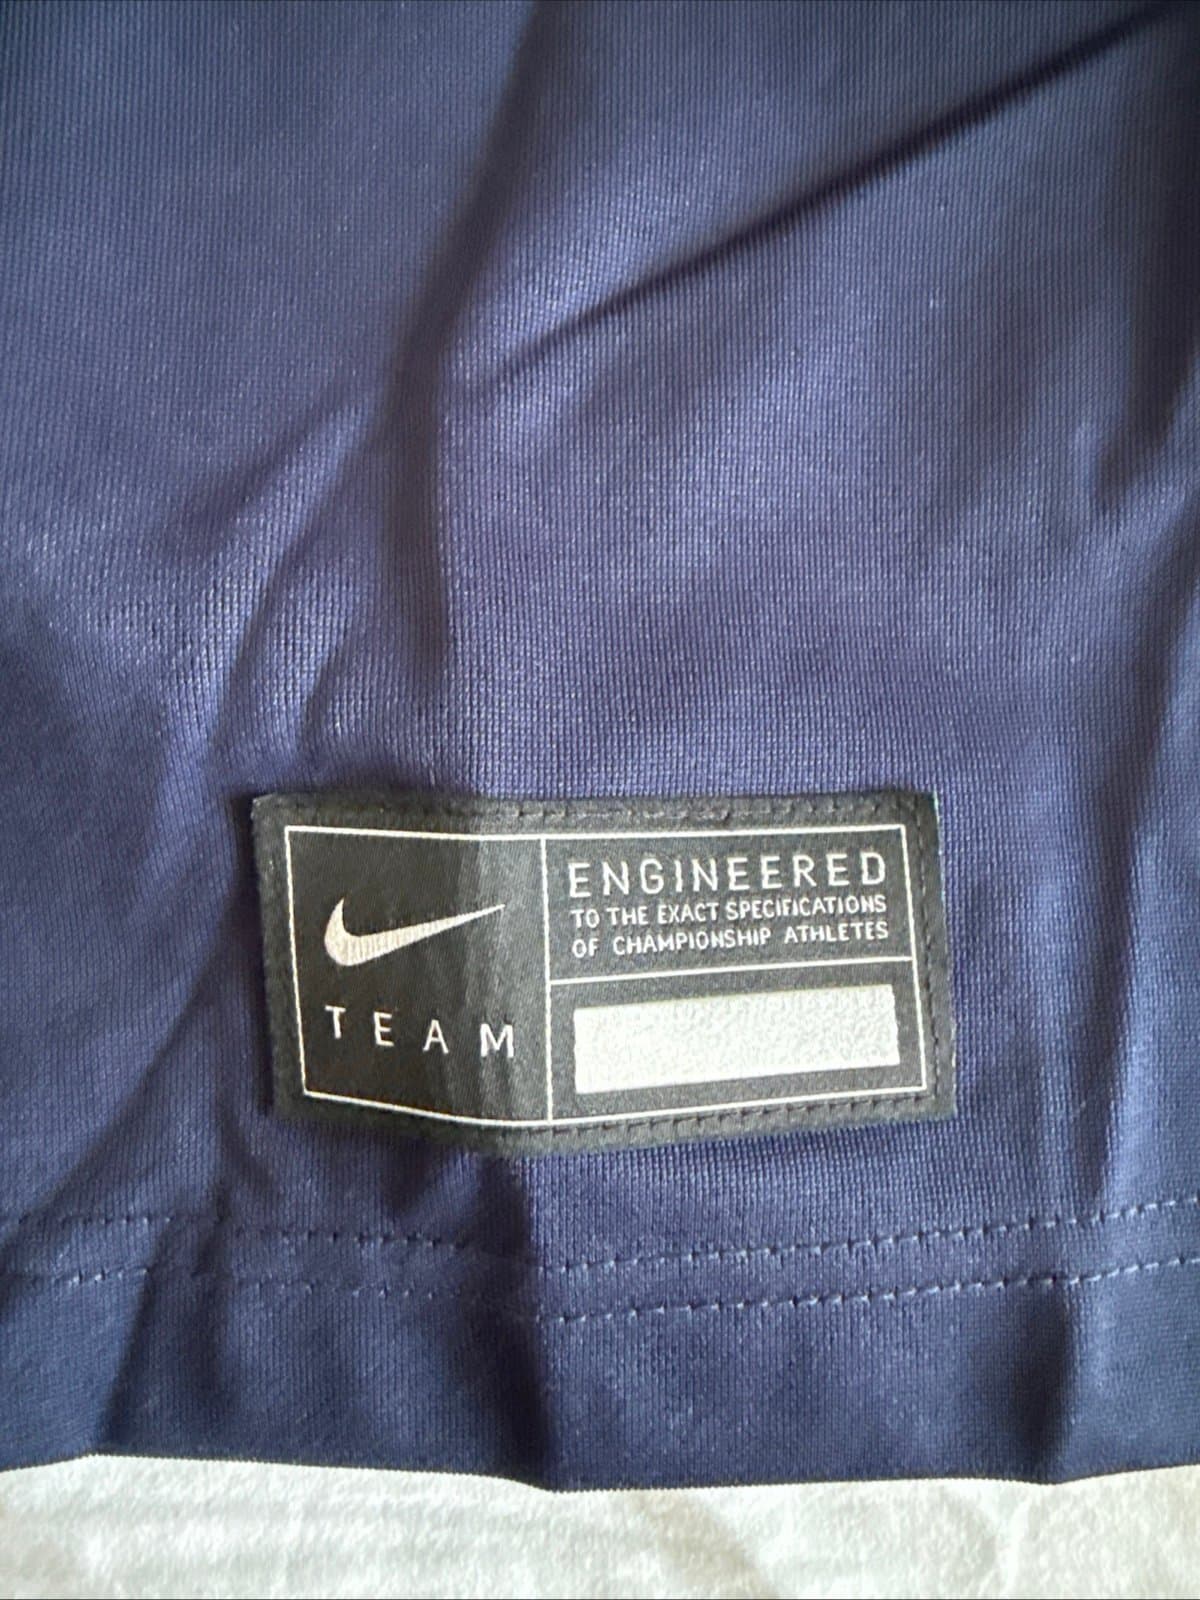 TEAM
ENGINEERED
TO THE EXACT SPECIFICATIONS
OF CHAMPIONSHIP ATHLETES